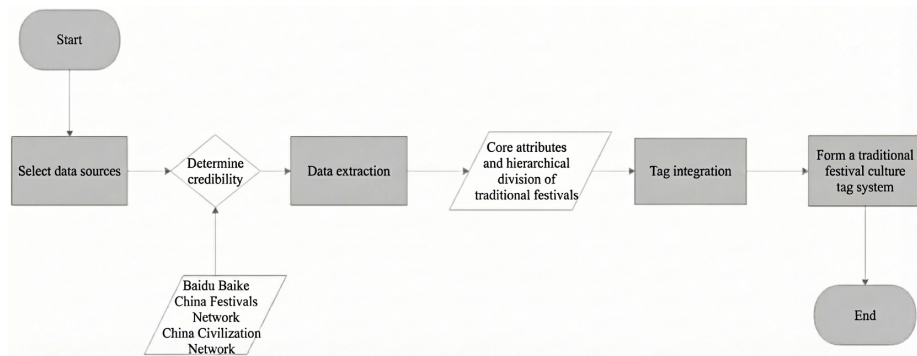 Start
Select data sources
Determine
credibility
Data extraction
Core attributes
and hierarchical
division of
traditional festivals
Tag integration
Form a traditional
festival culture
tag system
Baidu Baike
China Festivals
Network
China Civilization
Network
End